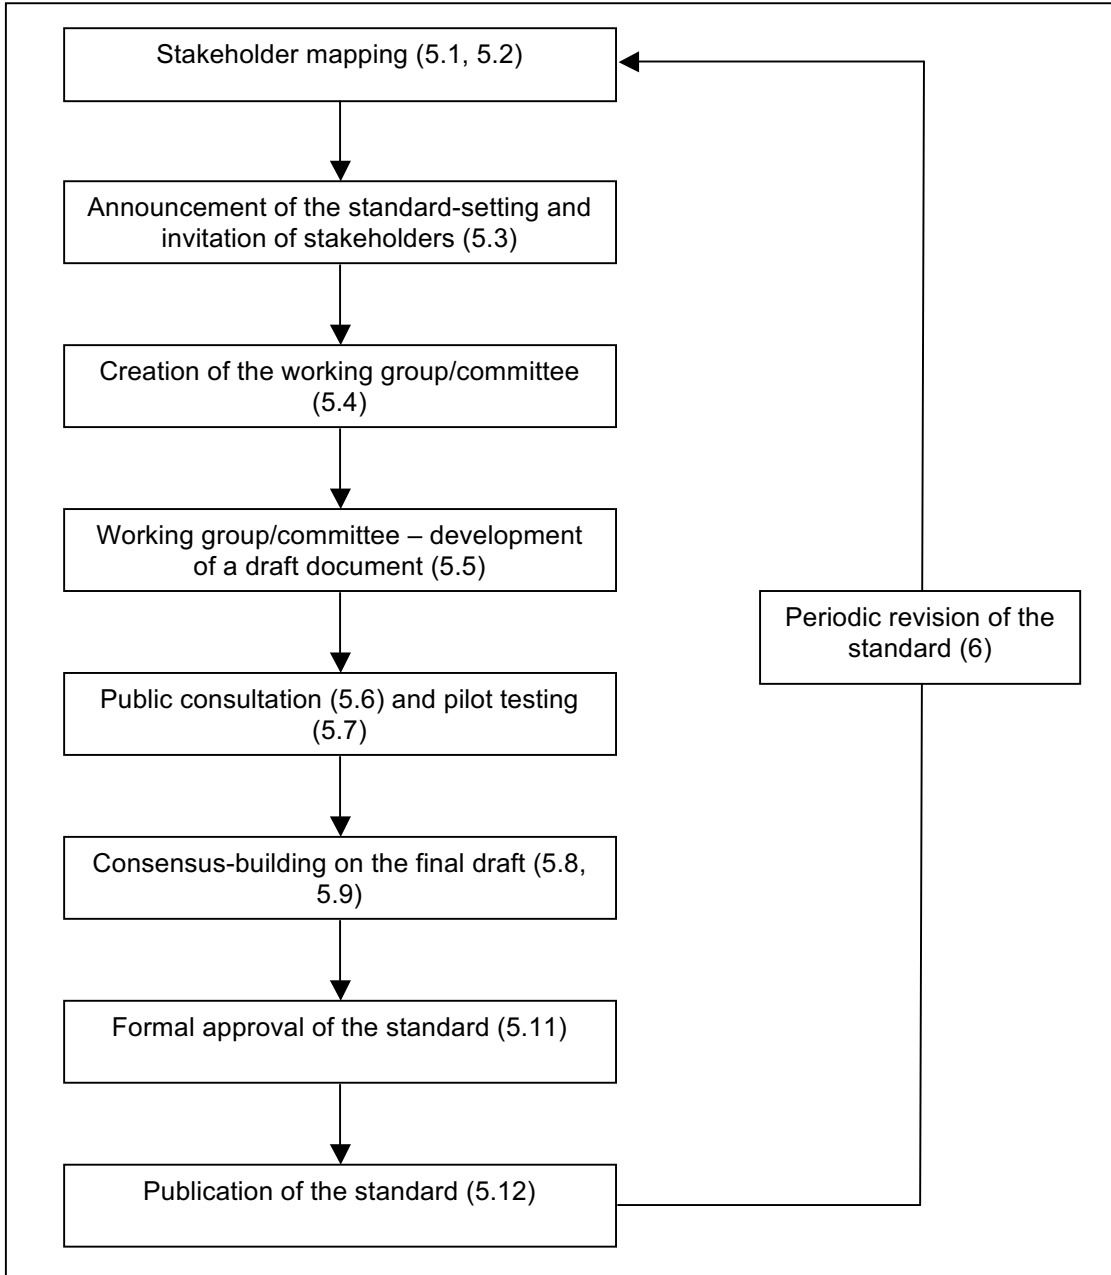 Stakeholder mapping (5.1, 5.2)
Announcement of the standard-setting and
invitation of stakeholders (5.3)
Creation of the working group/committee
(5.4)
Working group/committee – development
of a draft document (5.5)
Periodic revision of the
standard (6)
Public consultation (5.6) and pilot testing
(5.7)
Consensus-building on the final draft (5.8,
5.9)
Formal approval of the standard (5.11)
Publication of the standard (5.12)